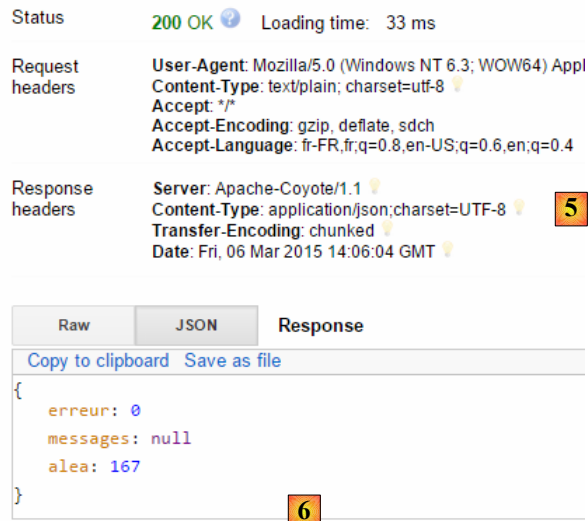 Status 200 OK ? Loading time: 33 ms
Request headers
User-Agent: Mozilla/5.0 (Windows NT 6.3; WOW64) Appl
Content-Type: text/plain; charset=utf-8
Accept: */*
Accept-Encoding: gzip, deflate, sdch
Accept-Language: fr-FR,fr;q=0.8,en-US;q=0.6,en;q=0.4
Response headers
Server: Apache-Coyote/1.1
Content-Type: application/json;charset=UTF-8
5
Transfer-Encoding: chunked
Date: Fri, 06 Mar 2015 14:06:04 GMT
Raw JSON Response
Copy to clipboard Save as file
{
erreur: 0
messages: null
alea: 167
}
6